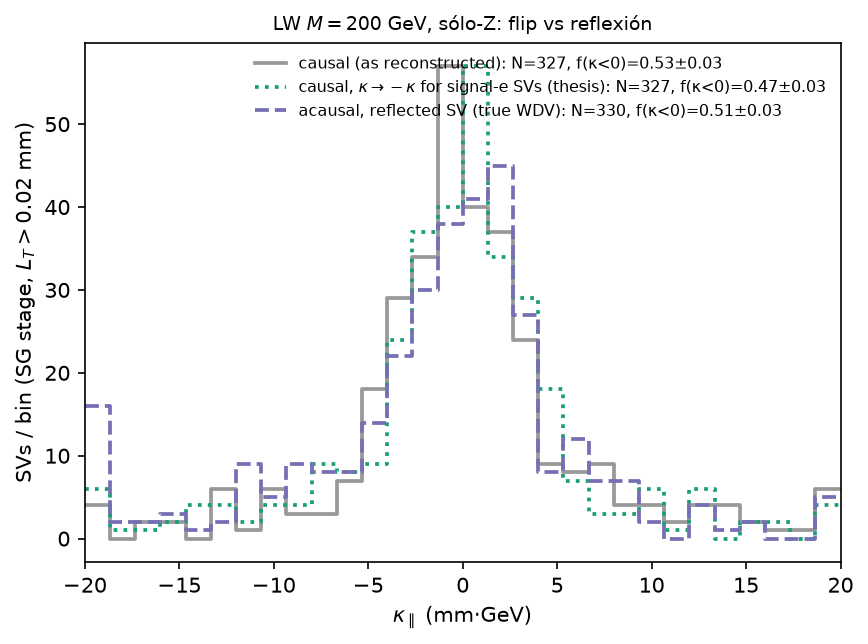 LW M = 200 GeV, sólo-Z: flip vs reflexión
causal (as reconstructed): N=327, f(κ<0)=0.53±0.03
causal, κ → −κ for signal-e SVs (thesis): N=327, f(κ<0)=0.47±0.03
acausal, reflected SV (true WDV): N=330, f(κ<0)=0.51±0.03
SVs / bin (SG stage, L_T > 0.02 mm)
50
40
30
20
10
0
−20 −15 −10 −5 0 5 10 15 20
κ_∥ (mm·GeV)